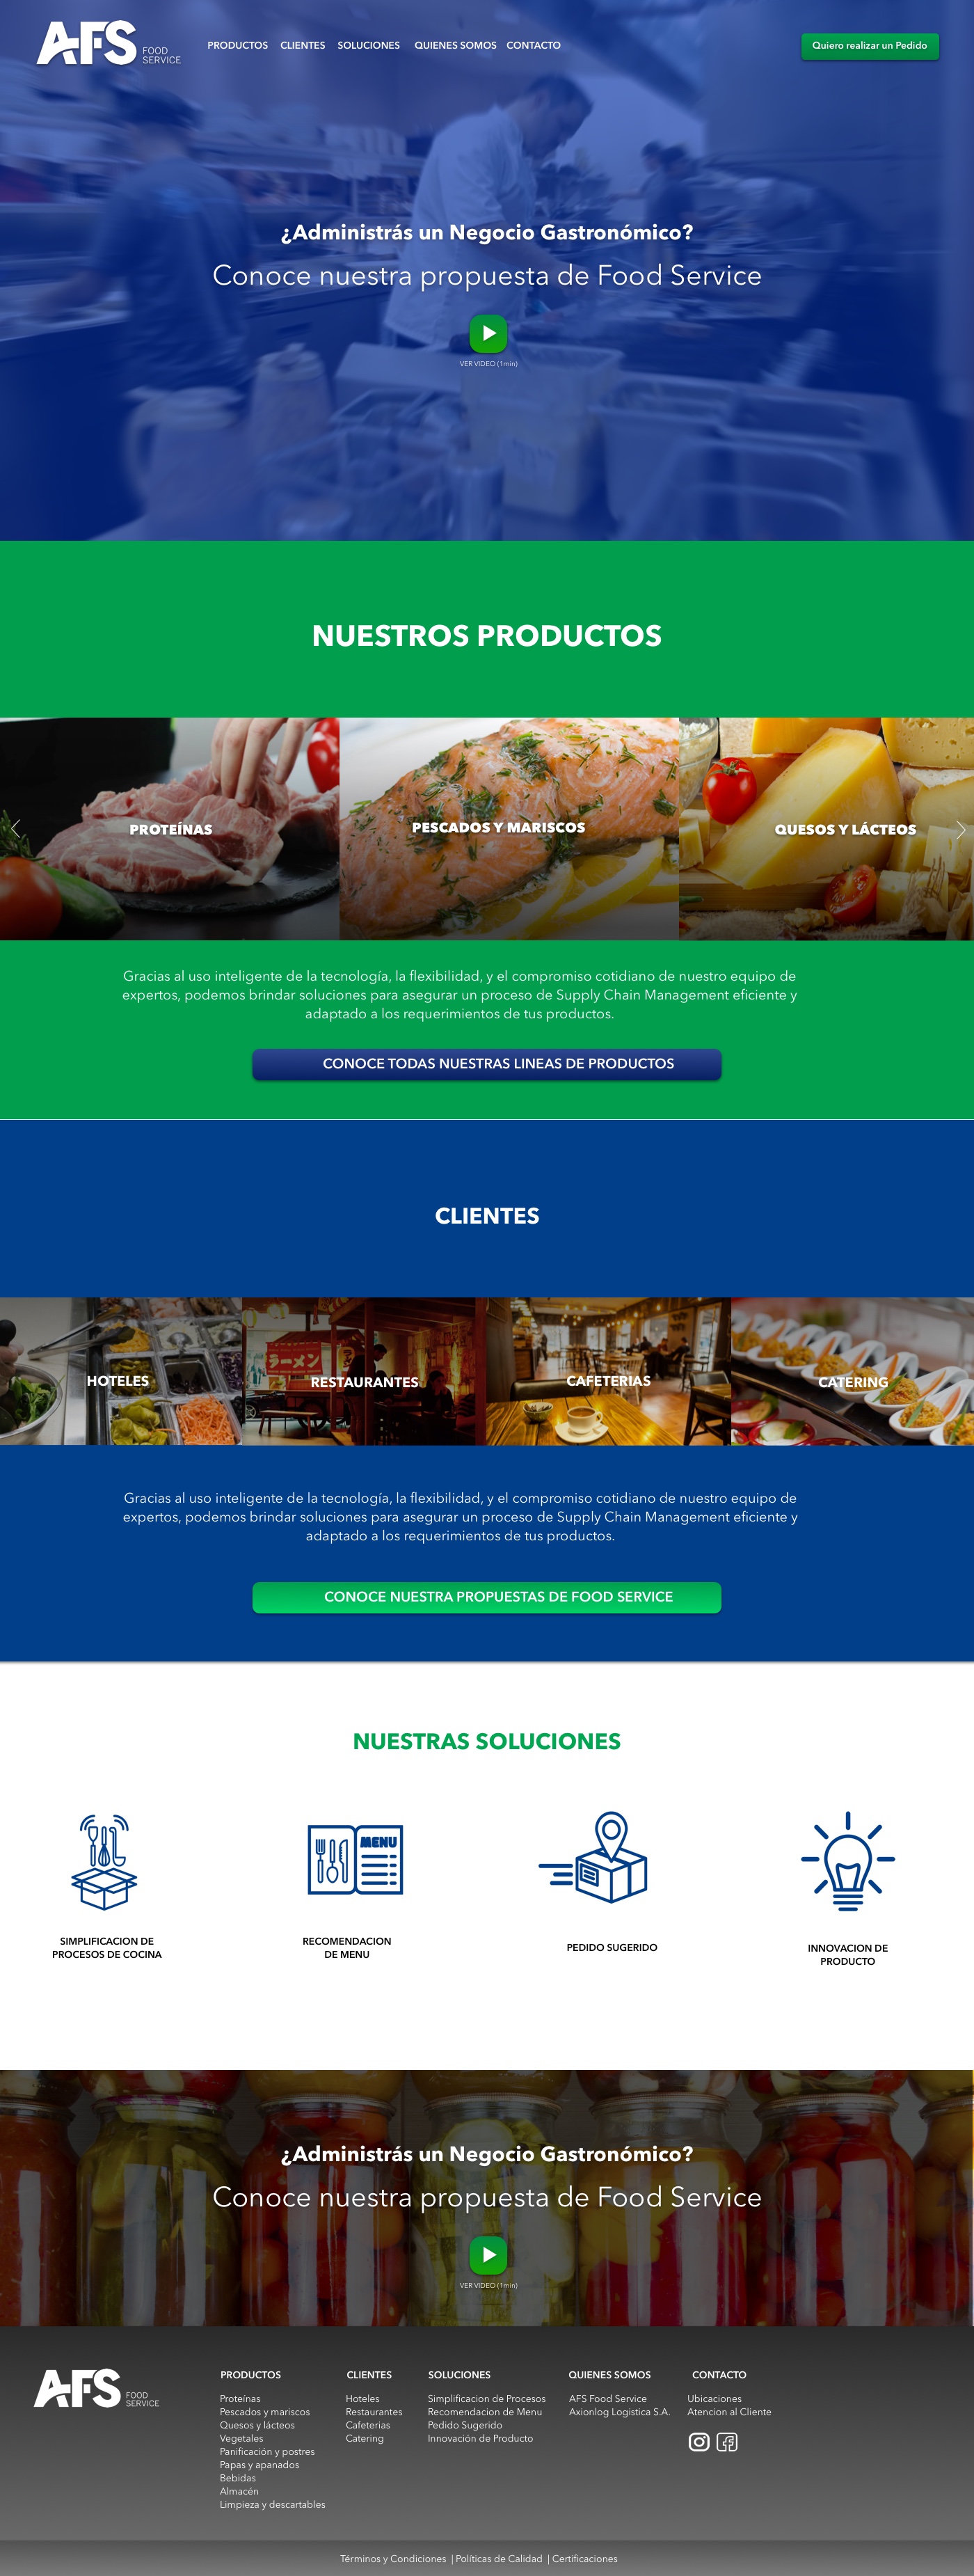 AFS FOOD SERVICE
PRODUCTOS CLIENTES SOLUCIONES QUIENES SOMOS CONTACTO
Quiero realizar un Pedido
¿Administrás un Negocio Gastronómico?
Conoce nuestra propuesta de Food Service
VER VIDEO (1min)
NUESTROS PRODUCTOS
PROTEÍNAS
PESCADOS Y MARISCOS
QUESOS Y LÁCTEOS
Gracias al uso inteligente de la tecnología, la flexibilidad, y el compromiso cotidiano de nuestro equipo de
expertos, podemos brindar soluciones para asegurar un proceso de Supply Chain Management eficiente y
adaptado a los requerimientos de tus productos.
CONOCE TODAS NUESTRAS LINEAS DE PRODUCTOS
CLIENTES
ラーメン
HOTELES
RESTAURANTES
CAFETERIAS
CATERING
Gracias al uso inteligente de la tecnología, la flexibilidad, y el compromiso cotidiano de nuestro equipo de
expertos, podemos brindar soluciones para asegurar un proceso de Supply Chain Management eficiente y
adaptado a los requerimientos de tus productos.
CONOCE NUESTRA PROPUESTAS DE FOOD SERVICE
NUESTRAS SOLUCIONES
MENU
SIMPLIFICACION DE
PROCESOS DE COCINA
RECOMENDACION
DE MENU
PEDIDO SUGERIDO
INNOVACION DE
PRODUCTO
¿Administrás un Negocio Gastronómico?
Conoce nuestra propuesta de Food Service
VER VIDEO (1min)
AFS FOOD SERVICE
PRODUCTOS
Proteínas
Pescados y mariscos
Quesos y lácteos
Vegetales
Panificación y postres
Papas y apanados
Bebidas
Almacén
Limpieza y descartables
CLIENTES
Hoteles
Restaurantes
Cafeterias
Catering
SOLUCIONES
Simplificacion de Procesos
Recomendacion de Menu
Pedido Sugerido
Innovación de Producto
QUIENES SOMOS
AFS Food Service
Axionlog Logistica S.A.
CONTACTO
Ubicaciones
Atencion al Cliente
Términos y Condiciones | Políticas de Calidad | Certificaciones